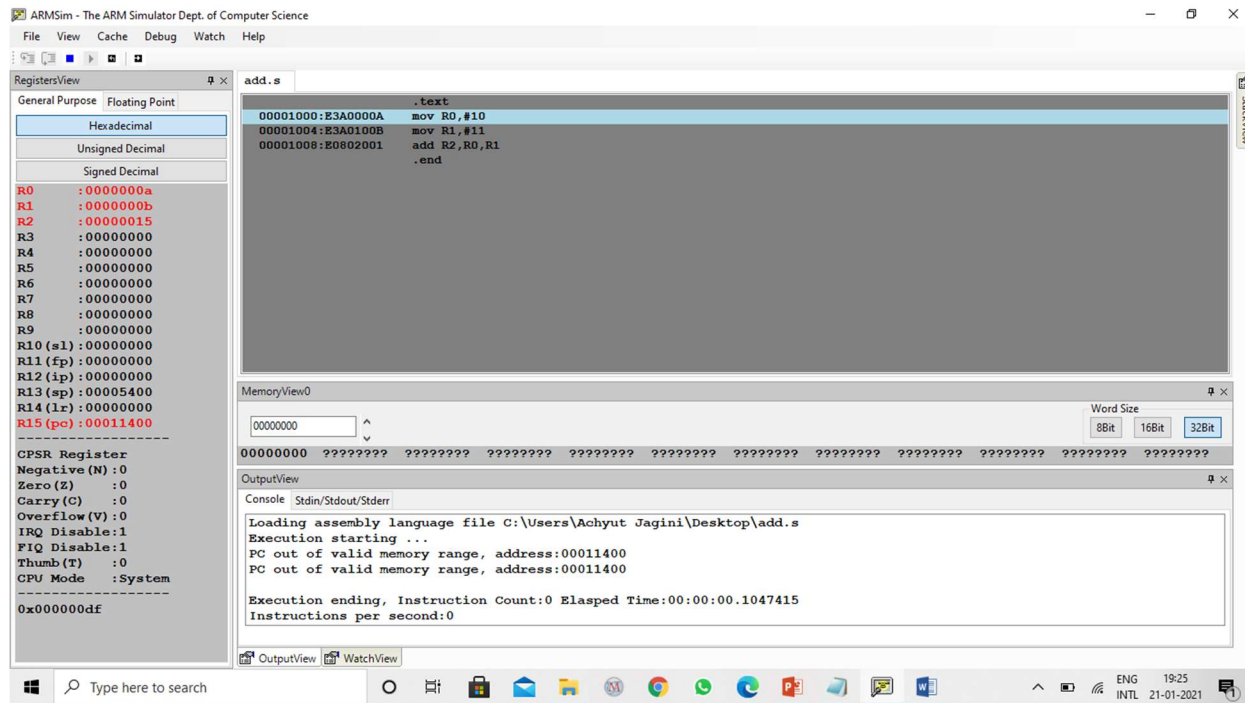 ARMSim - The ARM Simulator Dept. of Computer Science
File View Cache Debug Watch Help
RegistersView
General Purpose Floating Point
Hexadecimal
Unsigned Decimal
Signed Decimal
R0 :0000000a
R1 :0000000b
R2 :00000015
R3 :00000000
R4 :00000000
R5 :00000000
R6 :00000000
R7 :00000000
R8 :00000000
R9 :00000000
R10(sl):00000000
R11(fp):00000000
R12(ip):00000000
R13(sp):00005400
R14(lr):00000000
R15(pc):00011400
-------------------
CPSR Register
Negative(N):0
Zero(Z) :0
Carry(C) :0
Overflow(V):0
IRQ Disable:1
FIQ Disable:1
Thumb(T) :0
CPU Mode :System
-------------------
0x000000df
add.s
.text
00001000:E3A0000A mov R0,#10
00001004:E3A0100B mov R1,#11
00001008:E0802001 add R2,R0,R1
.end
MemoryView0
00000000
Word Size
8Bit 16Bit 32Bit
00000000 ???????? ???????? ???????? ???????? ???????? ???????? ???????? ???????? ???????? ???????? ????????
OutputView
Console Stdin/Stdout/Stderr
Loading assembly language file C:\Users\Achyut Jagini\Desktop\add.s
Execution starting ...
PC out of valid memory range, address:00011400
PC out of valid memory range, address:00011400
Execution ending, Instruction Count:0 Elasped Time:00:00:00.1047415
Instructions per second:0
OutputView WatchView
Type here to search
ENG 19:25
INTL 21-01-2021